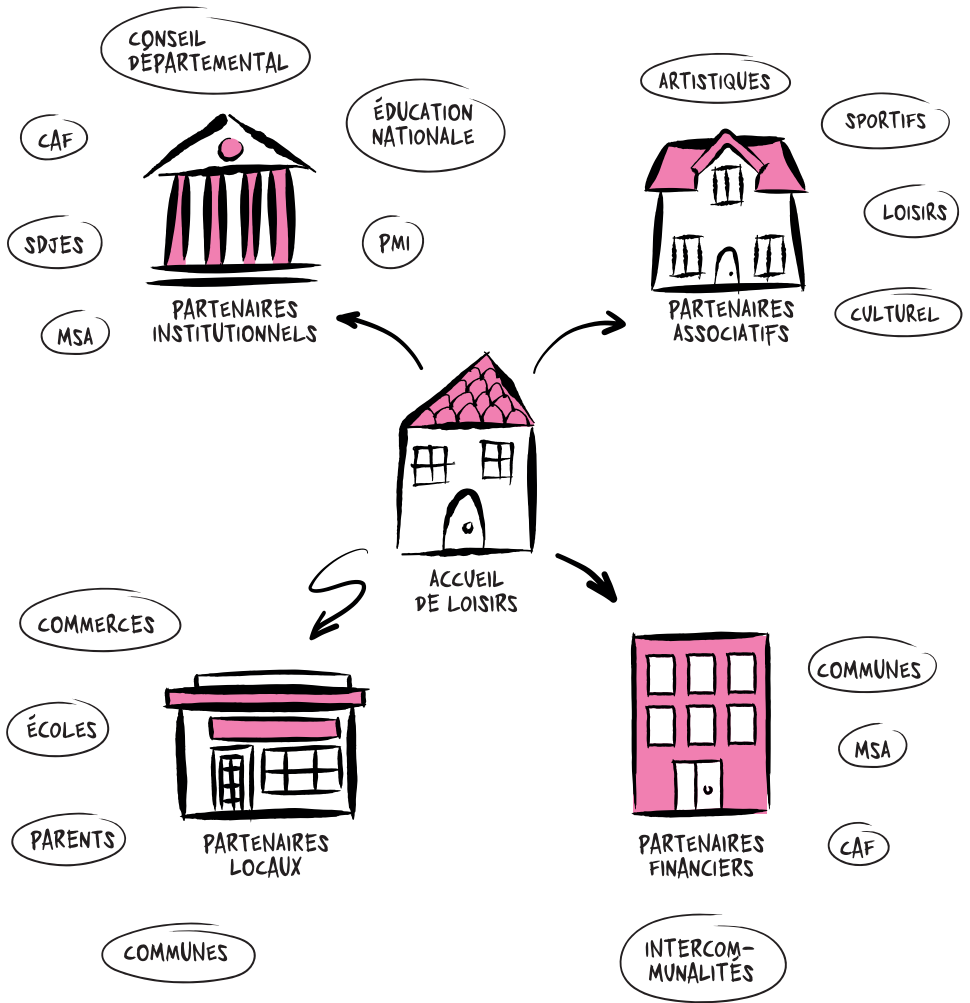 CONSEIL
DÉPARTEMENTAL
CAF
ÉDUCATION
NATIONALE
SDJES
PMI
MSA
PARTENAIRES
INSTITUTIONNELS
ARTISTIQUES
SPORTIFS
LOISIRS
CULTUREL
PARTENAIRES
ASSOCIATIFS
ACCUEIL
DE LOISIRS
COMMERCES
ÉCOLES
PARENTS
PARTENAIRES
LOCAUX
COMMUNES
COMMUNES
MSA
CAF
PARTENAIRES
FINANCIERS
INTERCOM-
MUNALITÉS